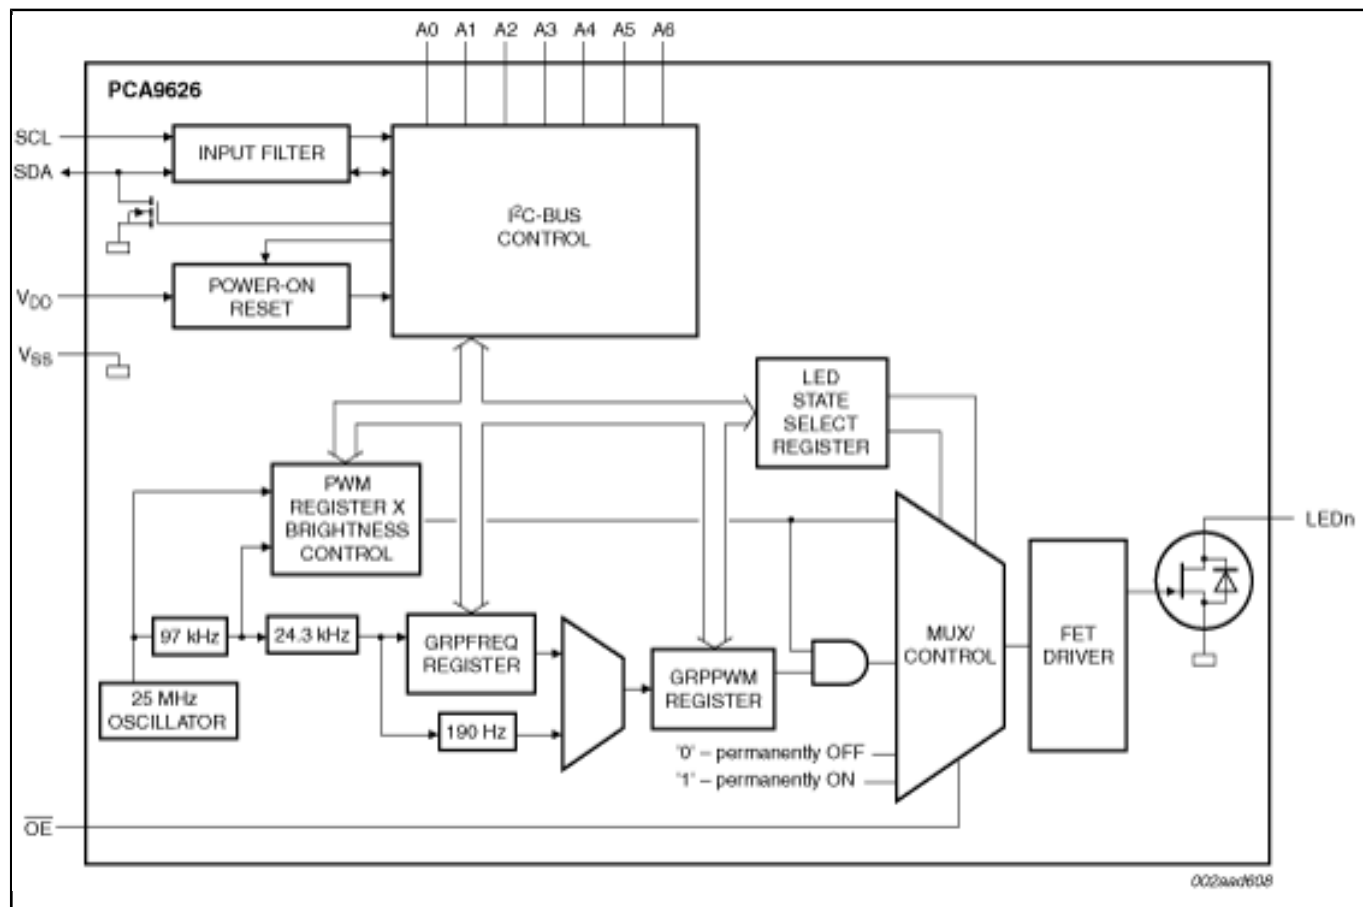 A0 A1 A2 A3 A4 A5 A6
PCA9626
SCL
INPUT FILTER
SDA
I²C-BUS
CONTROL
POWER-ON
RESET
VDD
VSS
LED
STATE
SELECT
REGISTER
PWM
REGISTER X
BRIGHTNESS
CONTROL
LEDn
97 kHz
24.3 kHz
GRPFREQ
REGISTER
MUX/
CONTROL
FET
DRIVER
GRPPWM
REGISTER
25 MHz
OSCILLATOR
190 Hz
'0' – permanently OFF
'1' – permanently ON
OE
002aad608